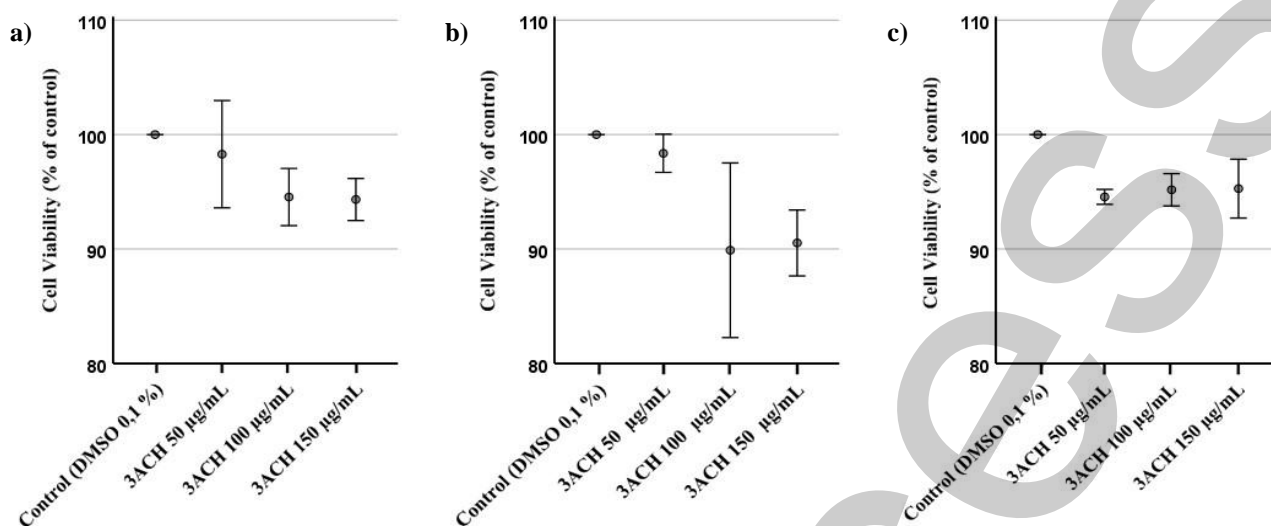 a)
110
100
90
80
Cell Viability (% of control)
Control (DMSO 0,1 %)
3ACH 50 µg/mL
3ACH 100 µg/mL
3ACH 150 µg/mL
b)
110
100
90
80
Cell Viability (% of control)
Control (DMSO 0,1 %)
3ACH 50 µg/mL
3ACH 100 µg/mL
3ACH 150 µg/mL
c)
110
100
90
80
Cell Viability (% of control)
Control (DMSO 0,1 %)
3ACH 50 µg/mL
3ACH 100 µg/mL
3ACH 150 µg/mL
ess